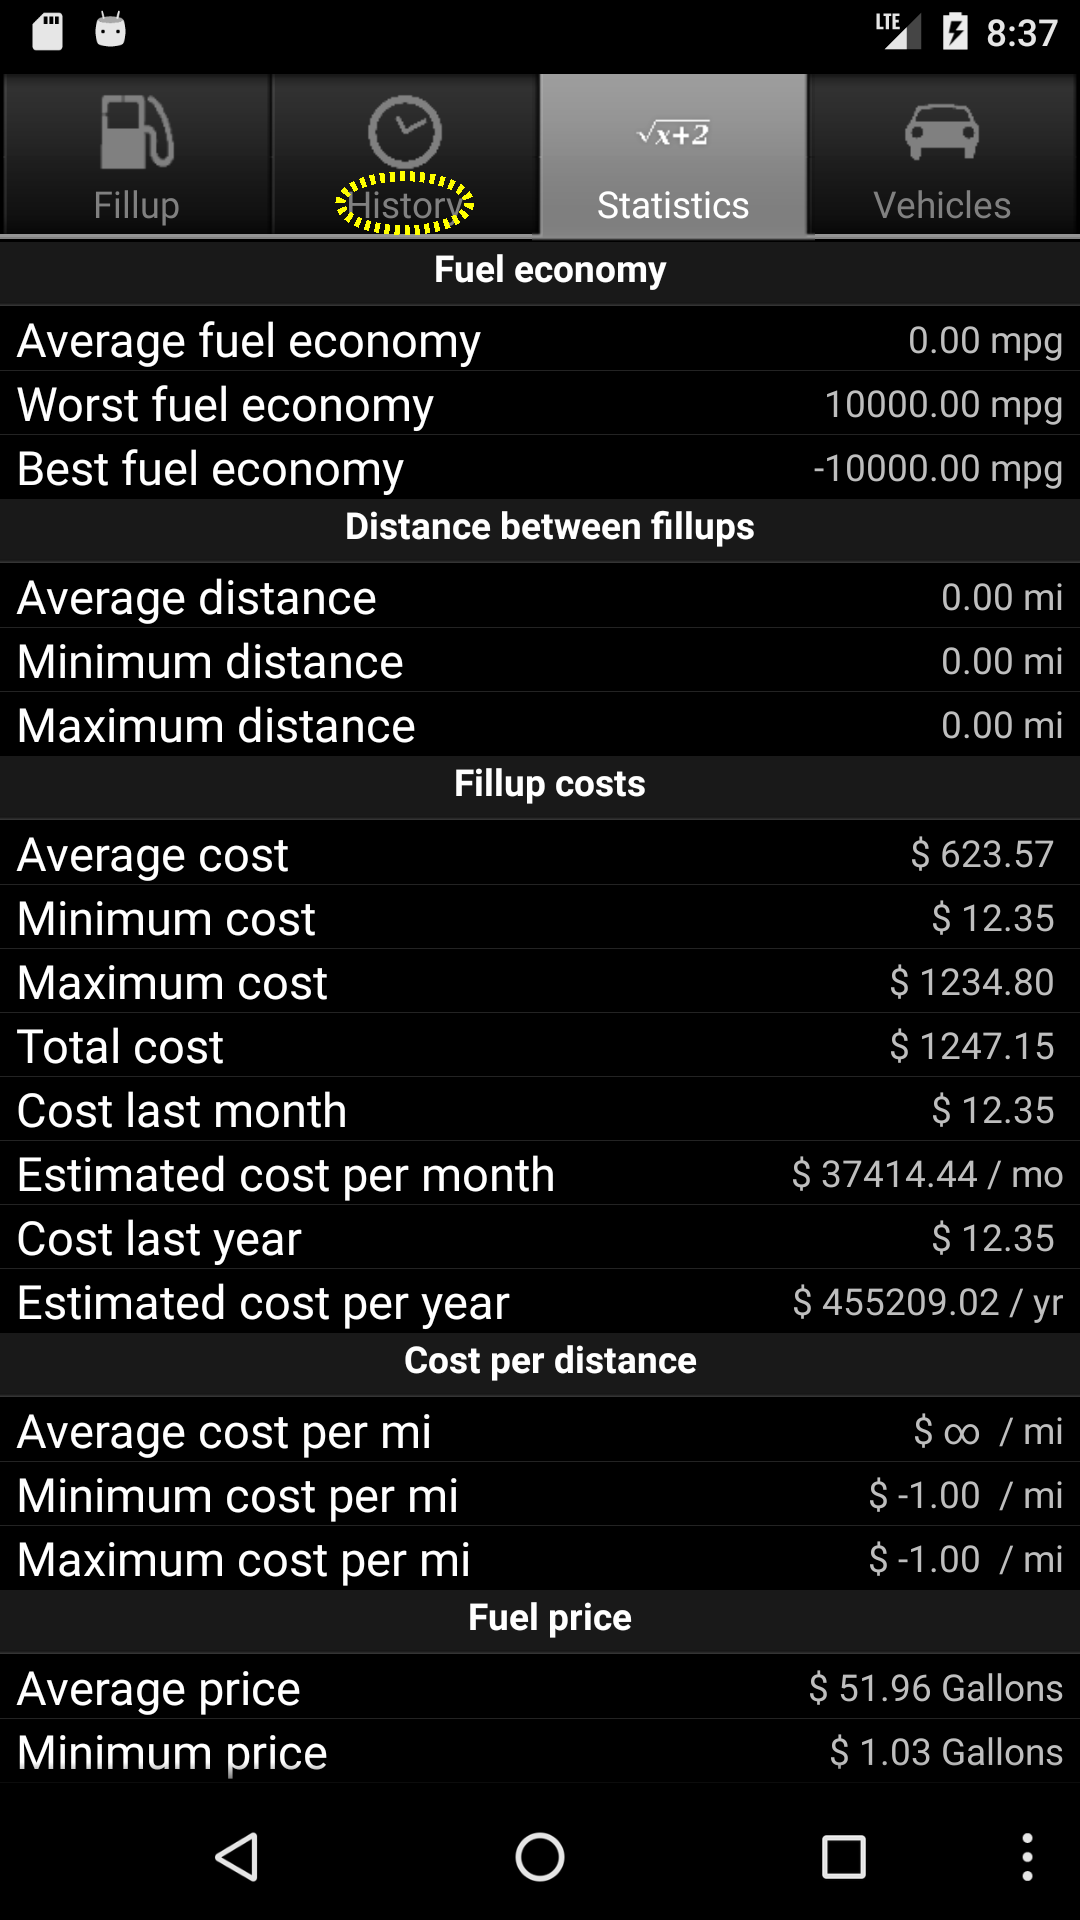 LTE 8:37
√x+2
Fillup History Statistics Vehicles
Fuel economy
Average fuel economy 0.00 mpg
Worst fuel economy 10000.00 mpg
Best fuel economy -10000.00 mpg
Distance between fillups
Average distance 0.00 mi
Minimum distance 0.00 mi
Maximum distance 0.00 mi
Fillup costs
Average cost $ 623.57
Minimum cost $ 12.35
Maximum cost $ 1234.80
Total cost $ 1247.15
Cost last month $ 12.35
Estimated cost per month $ 37414.44 / mo
Cost last year $ 12.35
Estimated cost per year $ 455209.02 / yr
Cost per distance
Average cost per mi $ ∞ / mi
Minimum cost per mi $ -1.00 / mi
Maximum cost per mi $ -1.00 / mi
Fuel price
Average price $ 51.96 Gallons
Minimum price $ 1.03 Gallons